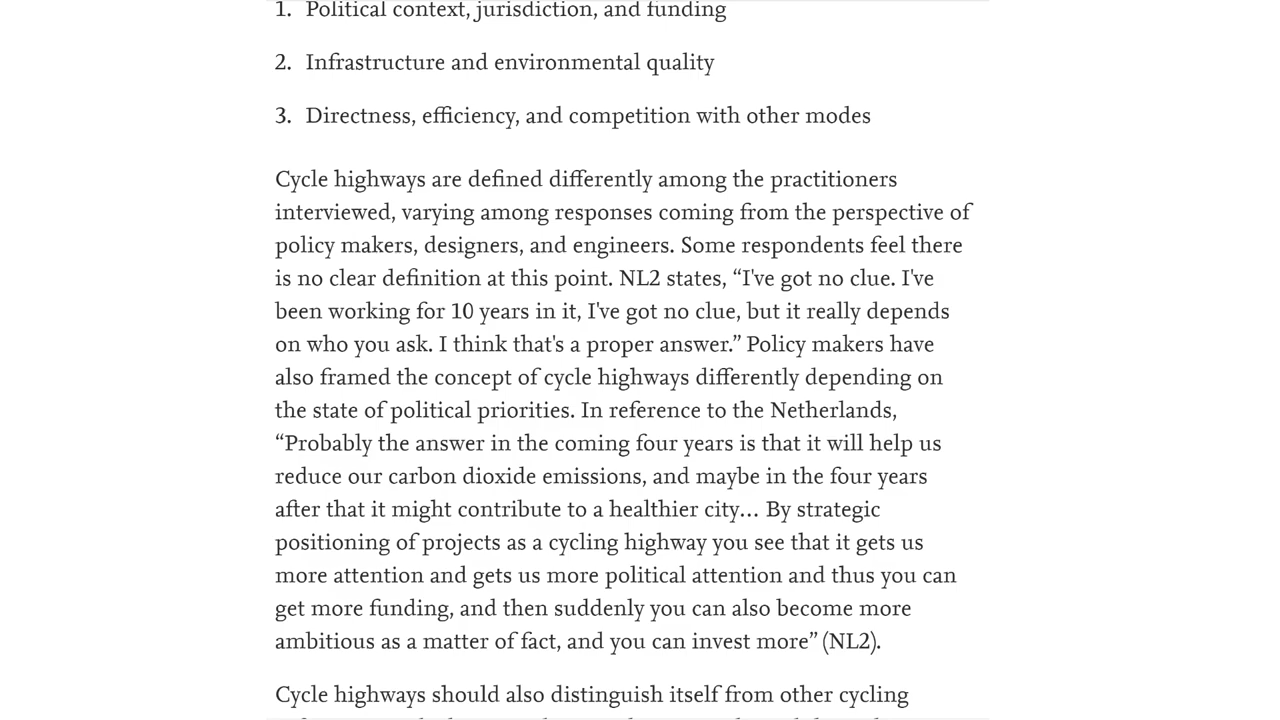 1. Political context, jurisdiction, and funding
2. Infrastructure and environmental quality
3. Directness, efficiency, and competition with other modes
Cycle highways are defined differently among the practitioners
interviewed, varying among responses coming from the perspective of
policy makers, designers, and engineers. Some respondents feel there
is no clear definition at this point. NL2 states, “I've got no clue. I've
been working for 10 years in it, I've got no clue, but it really depends
on who you ask. I think that's a proper answer.” Policy makers have
also framed the concept of cycle highways differently depending on
the state of political priorities. In reference to the Netherlands,
“Probably the answer in the coming four years is that it will help us
reduce our carbon dioxide emissions, and maybe in the four years
after that it might contribute to a healthier city… By strategic
positioning of projects as a cycling highway you see that it gets us
more attention and gets us more political attention and thus you can
get more funding, and then suddenly you can also become more
ambitious as a matter of fact, and you can invest more” (NL2).
Cycle highways should also distinguish itself from other cycling